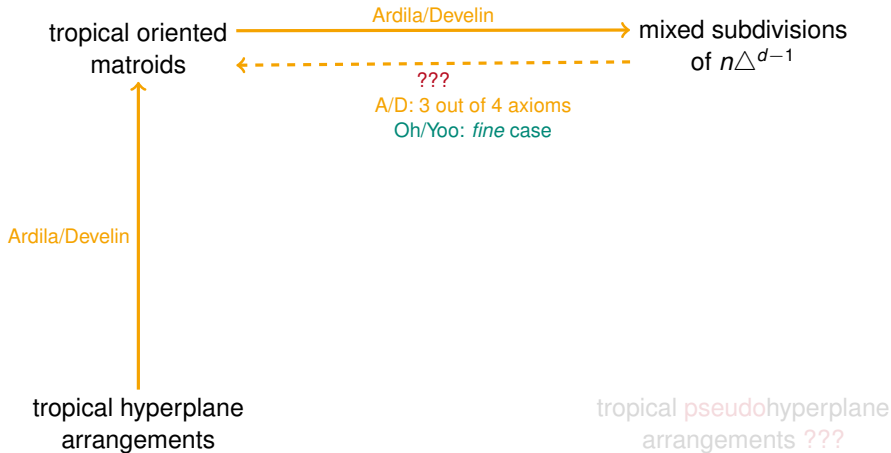 Ardila/Develin
tropical oriented
matroids
mixed subdivisions
of n△^{d−1}
???
A/D: 3 out of 4 axioms
Oh/Yoo: fine case
Ardila/Develin
tropical hyperplane
arrangements
tropical pseudohyperplane
arrangements ???